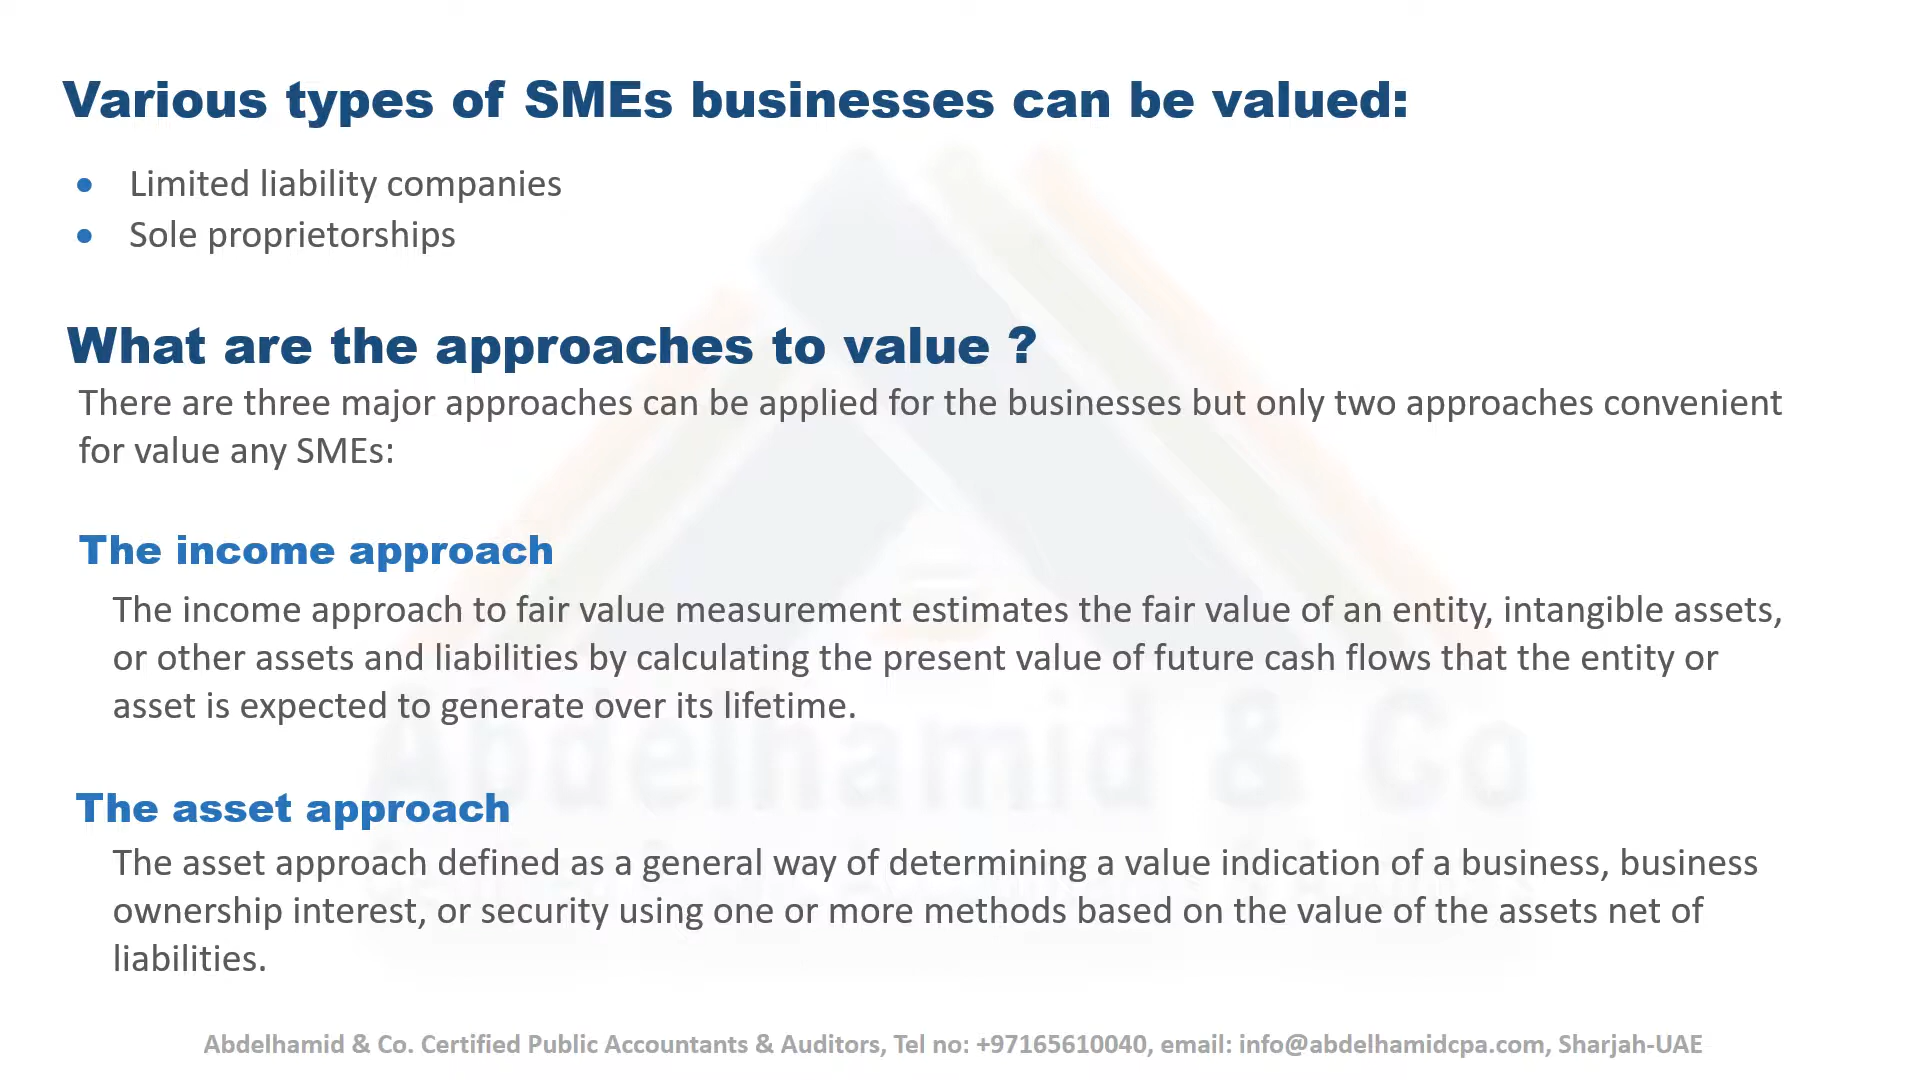 Various types of SMEs businesses can be valued:
• Limited liability companies
• Sole proprietorships
What are the approaches to value ?
There are three major approaches can be applied for the businesses but only two approaches convenient
for value any SMEs:
The income approach
The income approach to fair value measurement estimates the fair value of an entity, intangible assets,
or other assets and liabilities by calculating the present value of future cash flows that the entity or
asset is expected to generate over its lifetime.
Abdelhamid & Co
The asset approach
The asset approach defined as a general way of determining a value indication of a business, business
ownership interest, or security using one or more methods based on the value of the assets net of
liabilities.
Abdelhamid & Co. Certified Public Accountants & Auditors, Tel no: +97165610040, email: info@abdelhamidcpa.com, Sharjah-UAE